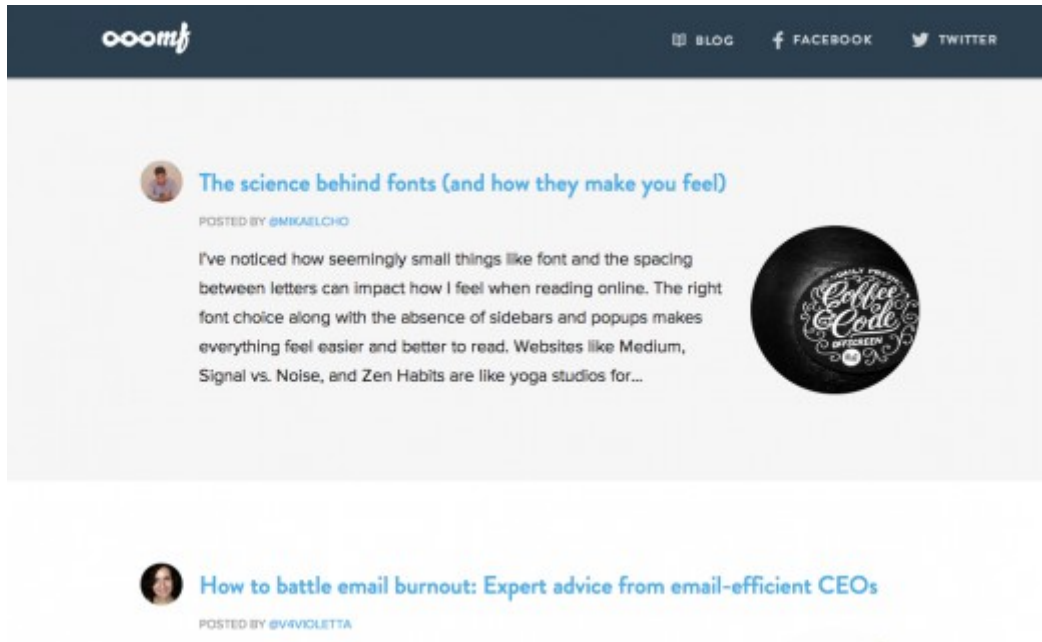 ooomf
BLOG
FACEBOOK
TWITTER
The science behind fonts (and how they make you feel)
POSTED BY @MIKAELCHO
I've noticed how seemingly small things like font and the spacing
between letters can impact how I feel when reading online. The right
font choice along with the absence of sidebars and popups makes
everything feel easier and better to read. Websites like Medium,
Signal vs. Noise, and Zen Habits are like yoga studios for...
DAILY FRESH
Coffee
& Code
OFFSCREEN
How to battle email burnout: Expert advice from email-efficient CEOs
POSTED BY @V4VIOLETTA